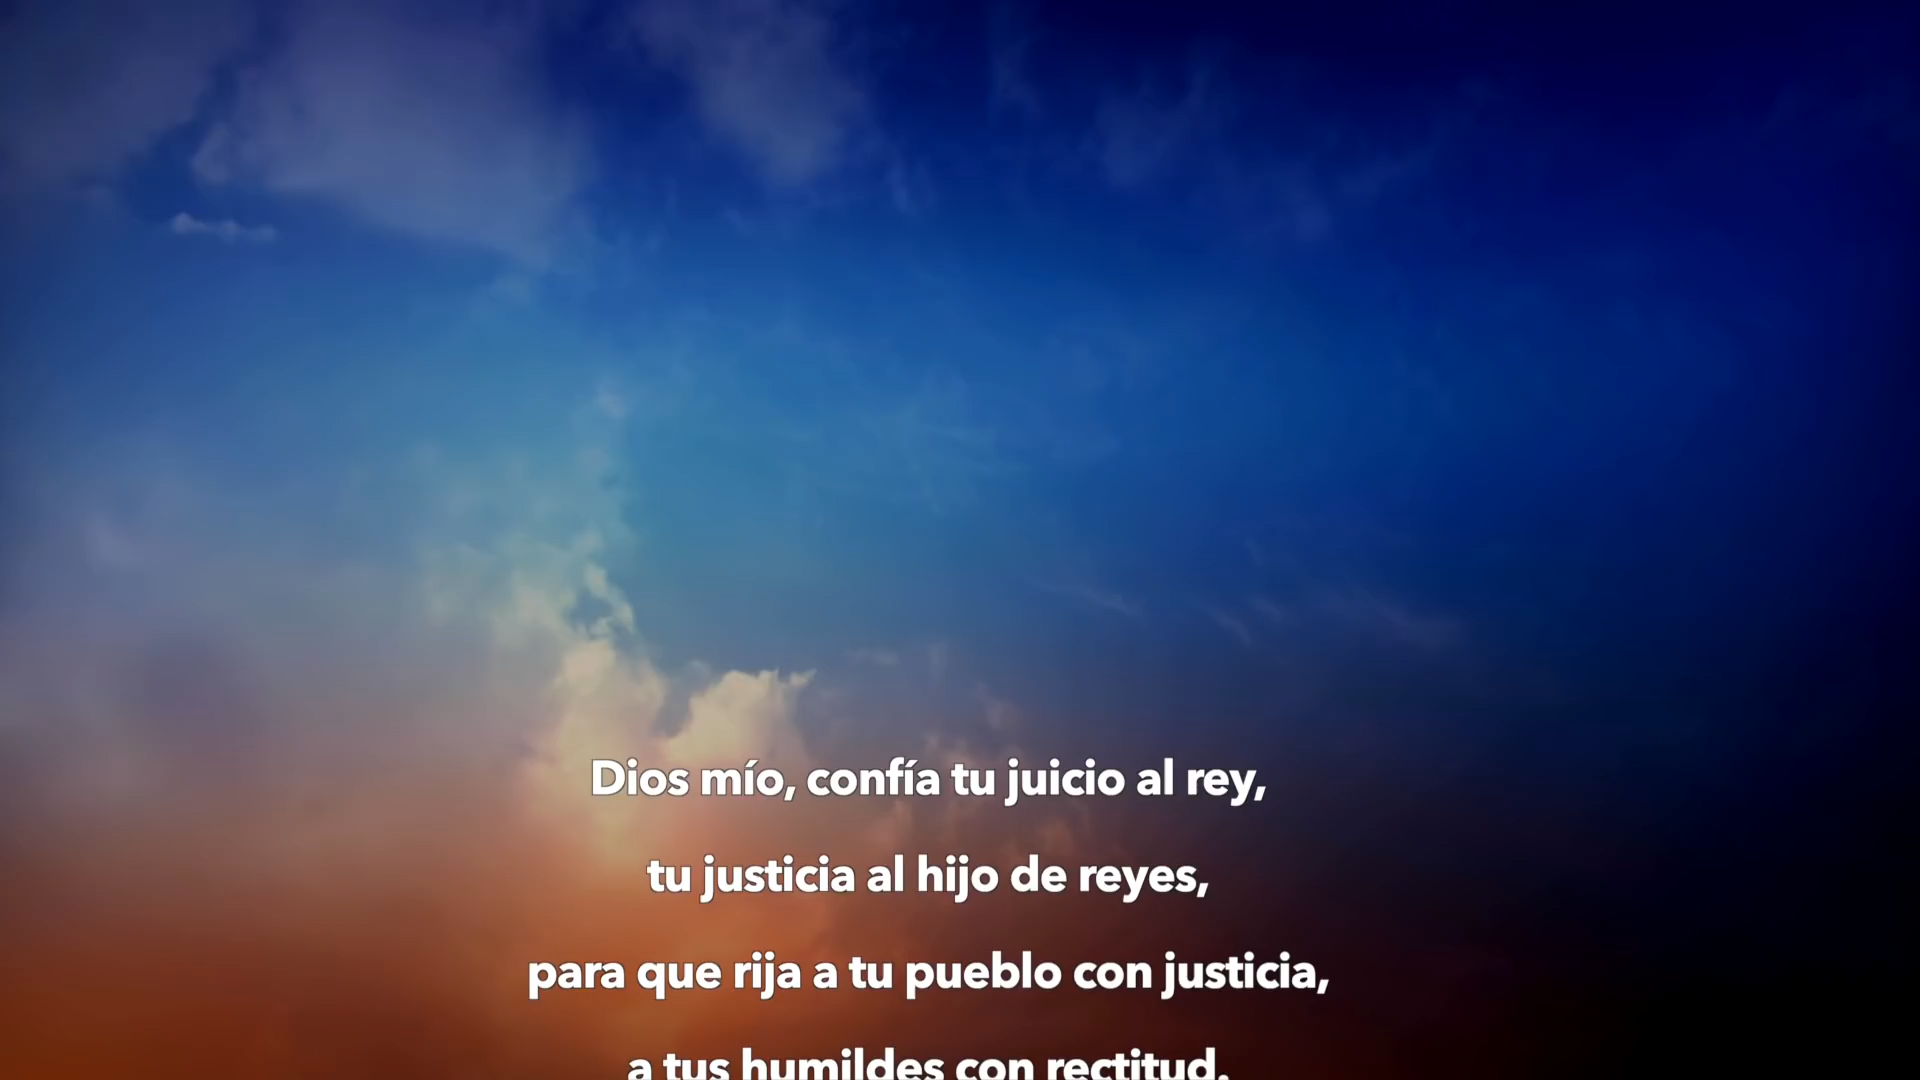 Dios mío, confía tu juicio al rey,
tu justicia al hijo de reyes,
para que rija a tu pueblo con justicia,
a tus humildes con rectitud.